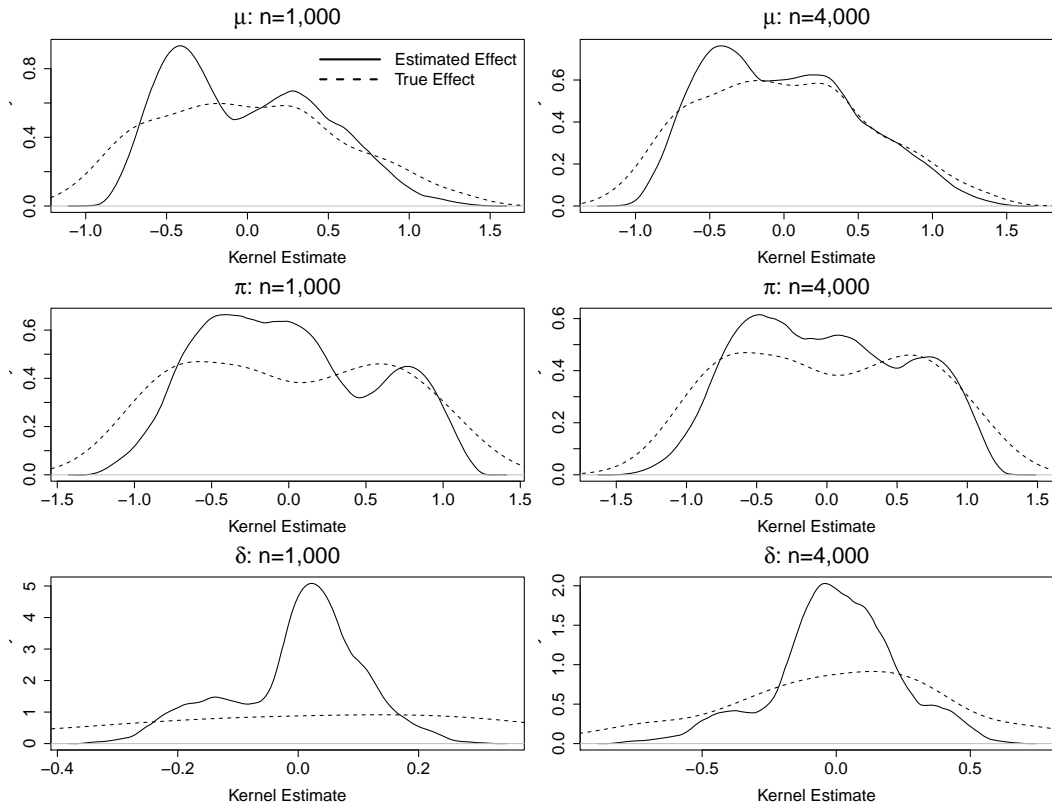 μ: n=1,000
0.0 0.4 0.8
Estimated Effect
True Effect
−1.0 −0.5 0.0 0.5 1.0 1.5
Kernel Estimate
μ: n=4,000
0.0 0.2 0.4 0.6
−1.0 −0.5 0.0 0.5 1.0 1.5
Kernel Estimate
π: n=1,000
0.0 0.2 0.4 0.6
−1.5 −1.0 −0.5 0.0 0.5 1.0 1.5
Kernel Estimate
π: n=4,000
0.0 0.2 0.4 0.6
−1.5 −1.0 −0.5 0.0 0.5 1.0 1.5
Kernel Estimate
δ: n=1,000
0 1 2 3 4 5
−0.4 −0.2 0.0 0.2
Kernel Estimate
δ: n=4,000
0.0 0.5 1.0 1.5 2.0
−0.5 0.0 0.5
Kernel Estimate